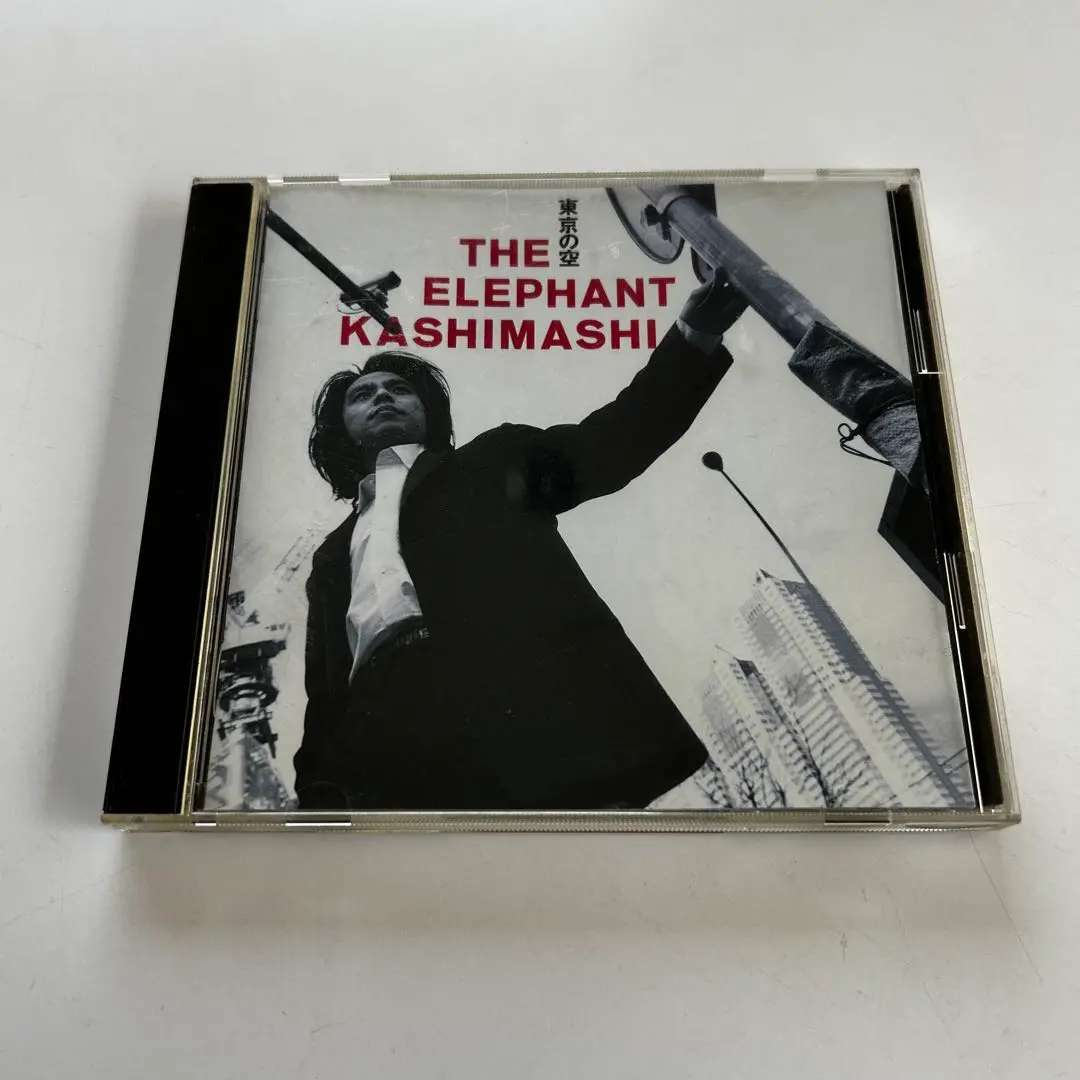 東京の空
THE
ELEPHANT
KASHIMASHI